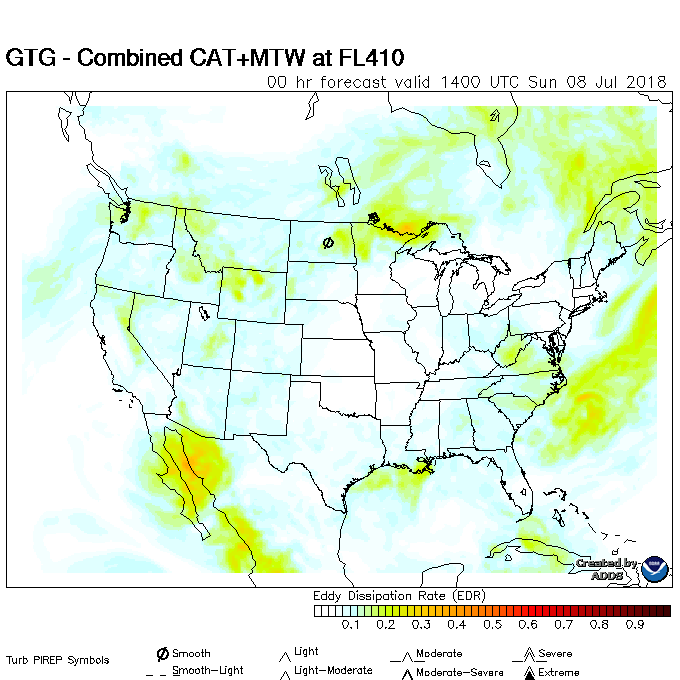 GTG - Combined CAT+MTW at FL410
00 hr forecast valid 1400 UTC Sun 08 Jul 2018
Created by
ADDS
Eddy Dissipation Rate (EDR)
0.1 0.2 0.3 0.4 0.5 0.6 0.7 0.8 0.9
Turb PIREP Symbols
Smooth Light Moderate Severe
Smooth-Light Light-Moderate Moderate-Severe Extreme